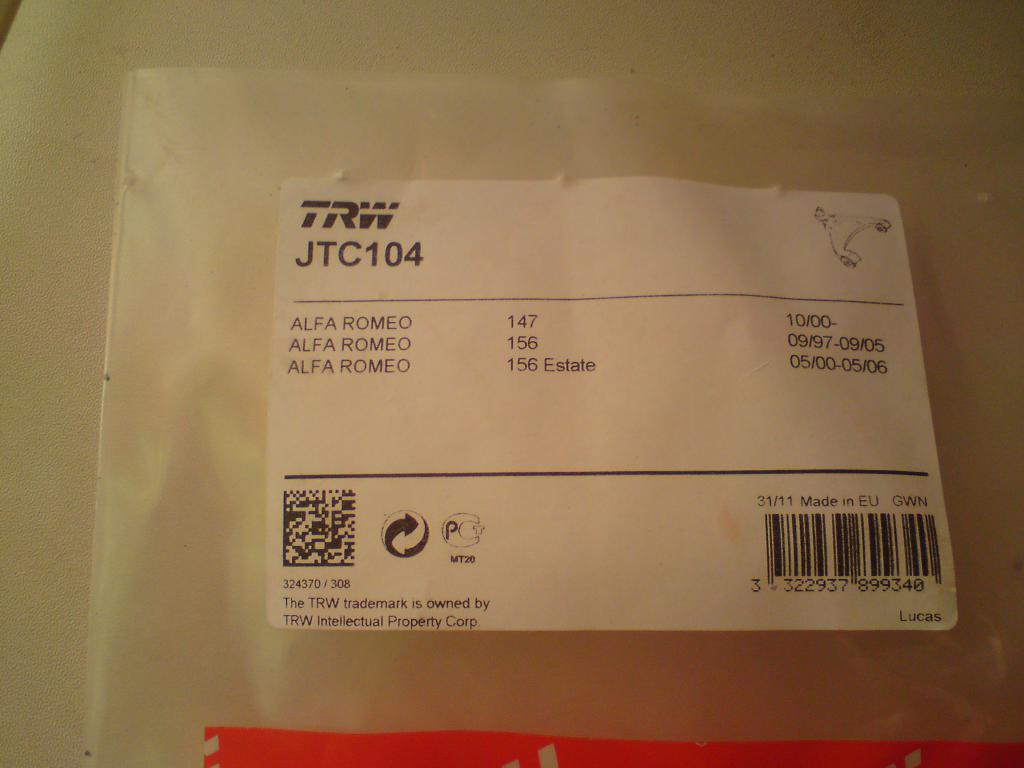 TRW
JTC104
ALFA ROMEO 147 10/00-
ALFA ROMEO 156 09/97-09/05
ALFA ROMEO 156 Estate 05/00-05/06
31/11 Made in EU GWN
PCT
MT20
3 322937 899340
324370 / 308
The TRW trademark is owned by
TRW Intellectual Property Corp.
Lucas